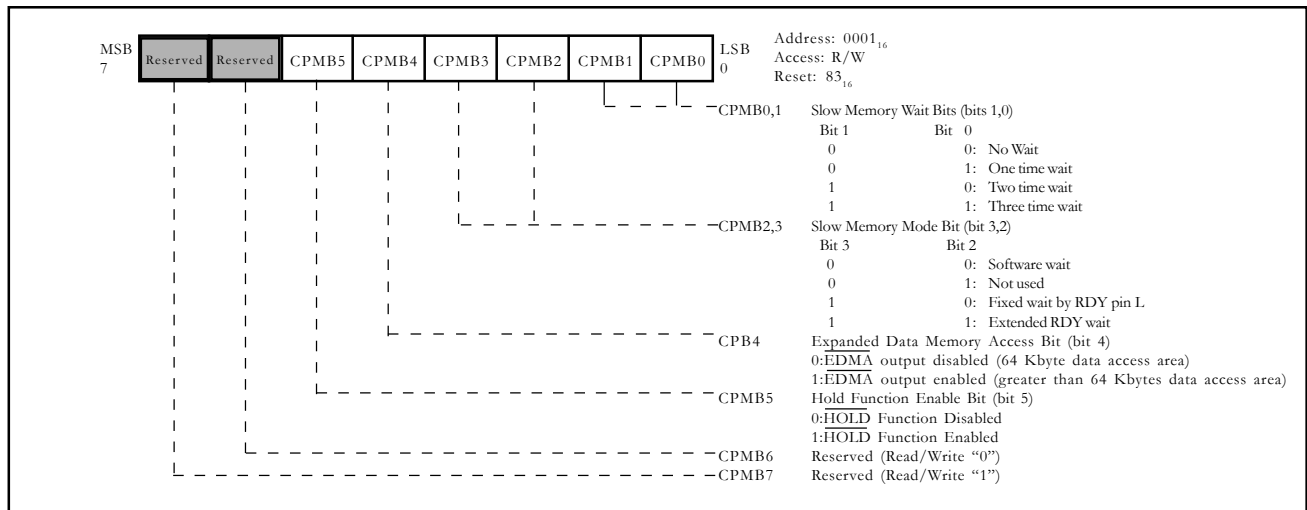 MSB
7
Reserved Reserved CPMB5 CPMB4 CPMB3 CPMB2 CPMB1 CPMB0
LSB
0
Address: 0001₁₆
Access: R/W
Reset: 83₁₆
CPMB0,1 Slow Memory Wait Bits (bits 1,0)
Bit 1 Bit 0
0 0: No Wait
0 1: One time wait
1 0: Two time wait
1 1: Three time wait
CPMB2,3 Slow Memory Mode Bit (bit 3,2)
Bit 3 Bit 2
0 0: Software wait
0 1: Not used
1 0: Fixed wait by RDY pin L
1 1: Extended RDY wait
CPB4 Expanded Data Memory Access Bit (bit 4)
0:EDMA output disabled (64 Kbyte data access area)
1:EDMA output enabled (greater than 64 Kbytes data access area)
CPMB5 Hold Function Enable Bit (bit 5)
0:HOLD Function Disabled
1:HOLD Function Enabled
CPMB6 Reserved (Read/Write “0”)
CPMB7 Reserved (Read/Write “1”)